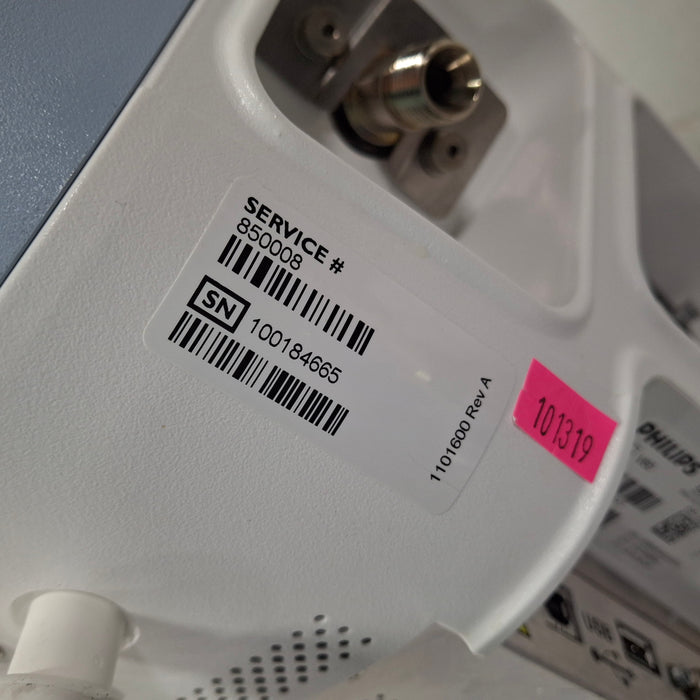 SERVICE #
850008
SN 100184665
1101600 Rev A
101319
PHILIPS